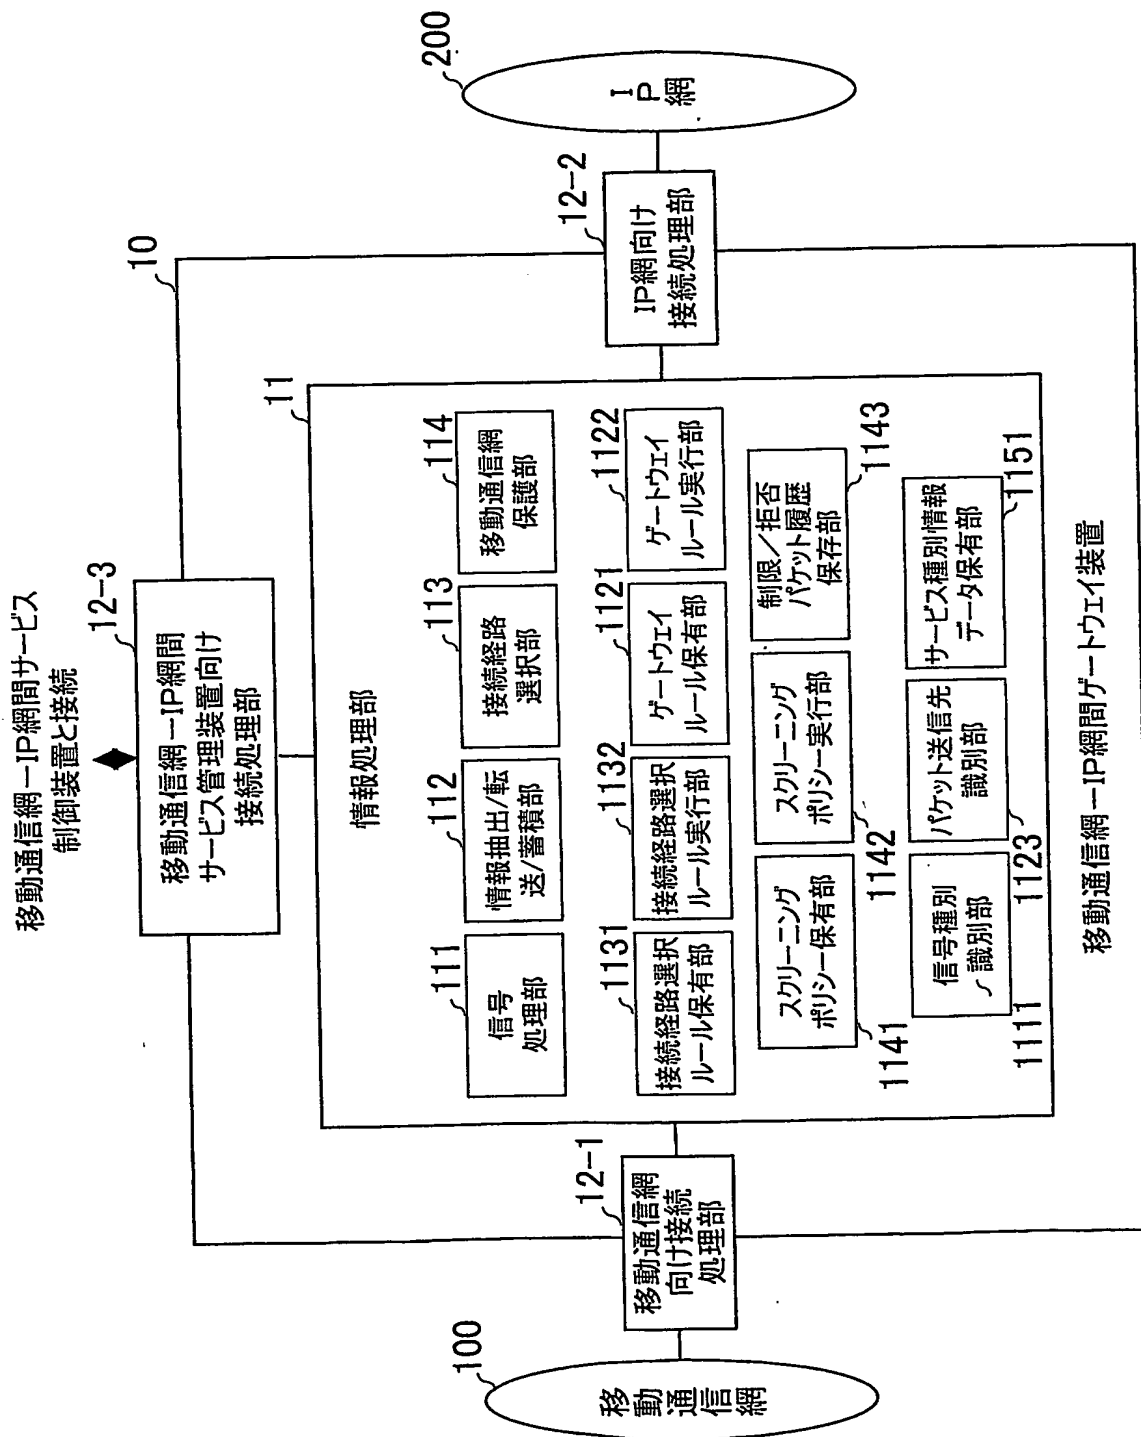 移動通信網ーIP網間サービス
制御装置と接続
12-3
移動通信網ーIP網間
サービス管理装置向け
接続処理部
10
11
情報処理部
111
信号
処理部
112
情報抽出/転
送/蓄積部
113
接続経路
選択部
114
移動通信網
保護部
1131
接続経路選択
ルール保有部
1132
接続経路選択
ルール実行部
1121
ゲートウェイ
ルール保有部
1122
ゲートウェイ
ルール実行部
スクリーニング
ポリシー保有部
1141
スクリーニング
ポリシー実行部
1142
制限/拒否
パケット履歴
保存部
1143
信号種別
識別部
1111
パケット送信先
識別部
1123
サービス種別情報
データ保有部
1151
100
移動通信網
12-1
移動通信網
向け接続
処理部
12-2
IP網向け
接続処理部
200
IP網
移動通信網ーIP網間ゲートウェイ装置